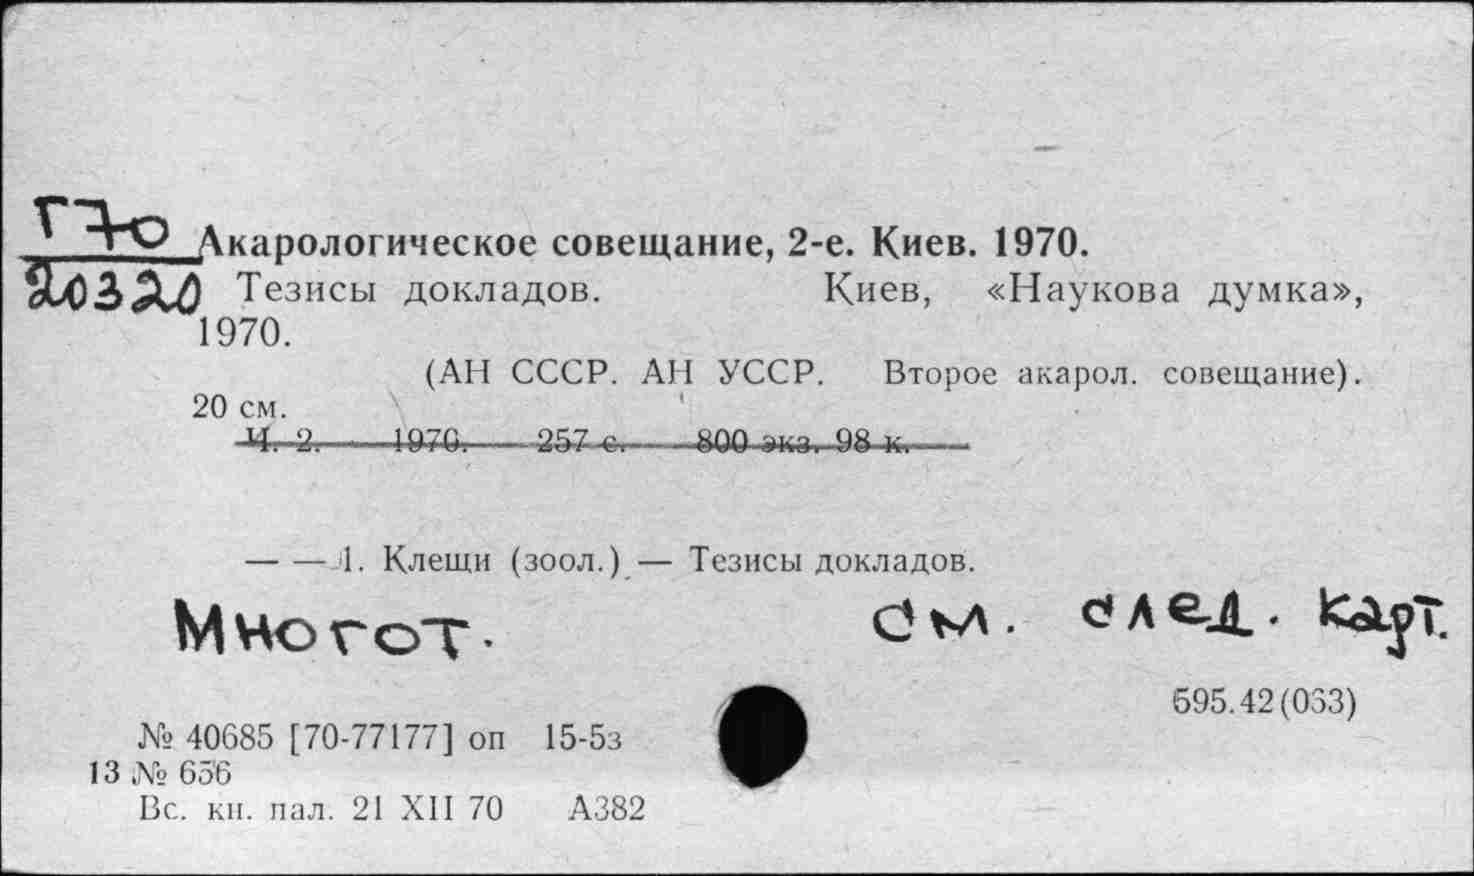 Г-70
Акарологическое совещание, 2-е. Киев. 1970.
Тезисы докладов. Киев, «Наукова думка»,
1970.
(АН СССР. АН УССР. Второе акарол. совещание).
20 см.
Ч. 2. 1970. 257 с. 800 экз. 98 к.
— — 1. Клещи (зоол.) — Тезисы докладов.
Многот. См. след. карт.
595.42(063)
№ 40685 [70-77177] оп 15-5з
13 № 656
Вс. кн. пал. 21 XII 70 А382